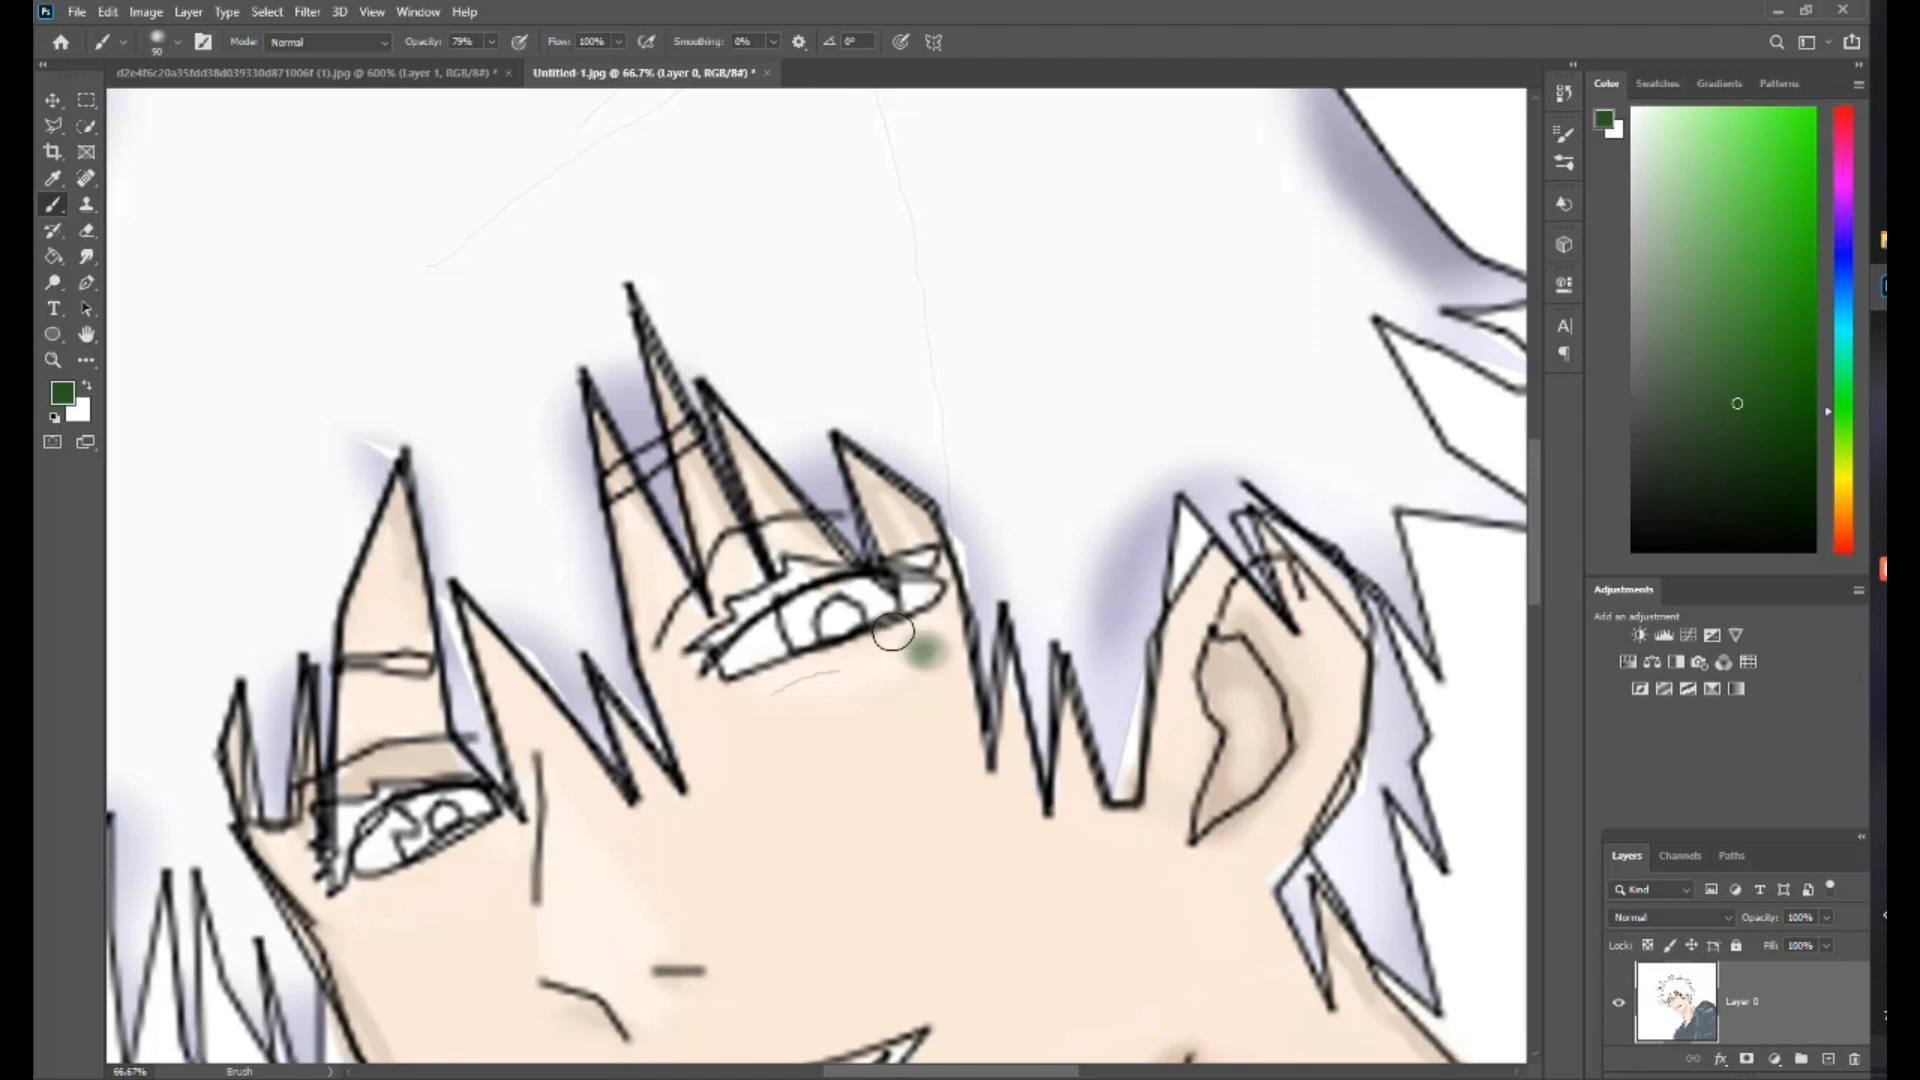 Ps File Edit Image Layer Type Select Filter 3D View Window Help
90 Mode: Normal Opacity: 79% Flow: 100% Smoothing: 0% 0°
d2e4f6c20a35fdd38d039330d871006f (1).jpg @ 600% (Layer 1, RGB/8#) * Untitled-1.jpg @ 66.7% (Layer 0, RGB/8#) *
Color Swatches Gradients Patterns
Adjustments
Add an adjustment
Layers Channels Paths
Kind
Normal Opacity: 100%
Lock: Fill: 100%
Layer 0
fx
66.67% Brush